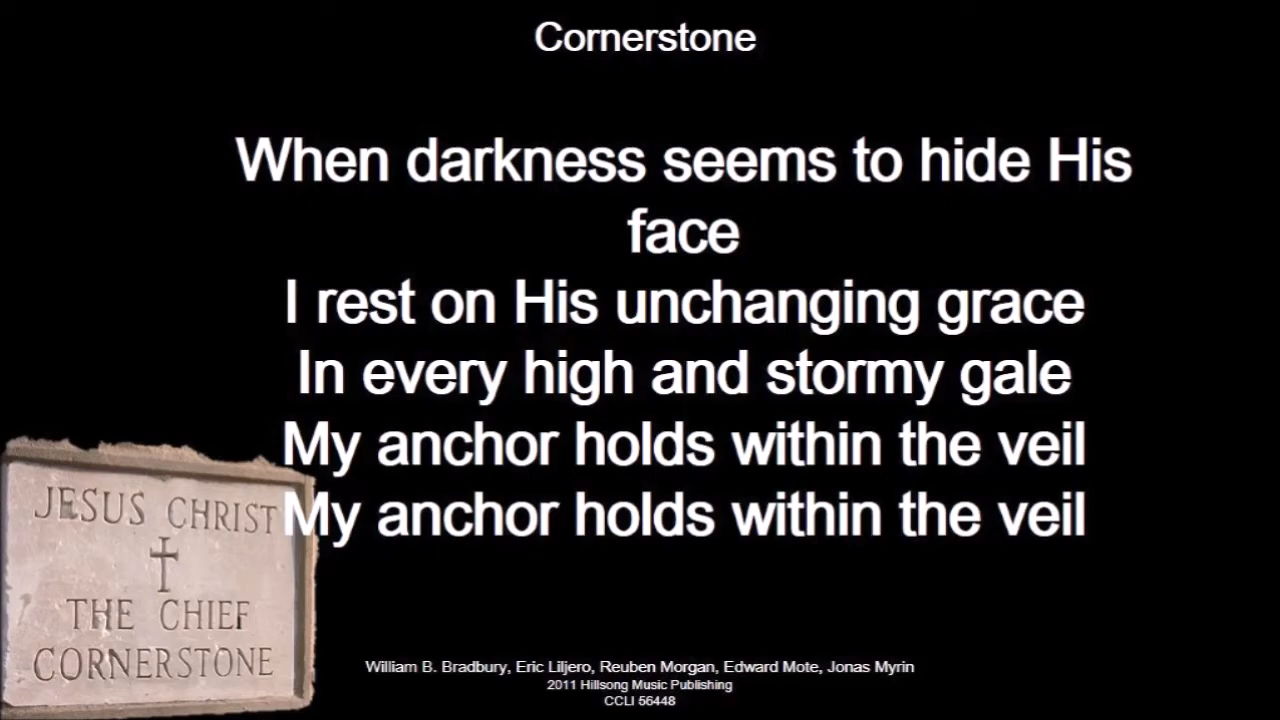 Cornerstone
When darkness seems to hide His
face
I rest on His unchanging grace
In every high and stormy gale
My anchor holds within the veil
My anchor holds within the veil
JESUS CHRIST
THE CHIEF
CORNERSTONE
William B. Bradbury, Eric Liljero, Reuben Morgan, Edward Mote, Jonas Myrin
2011 Hillsong Music Publishing
CCLI 56448